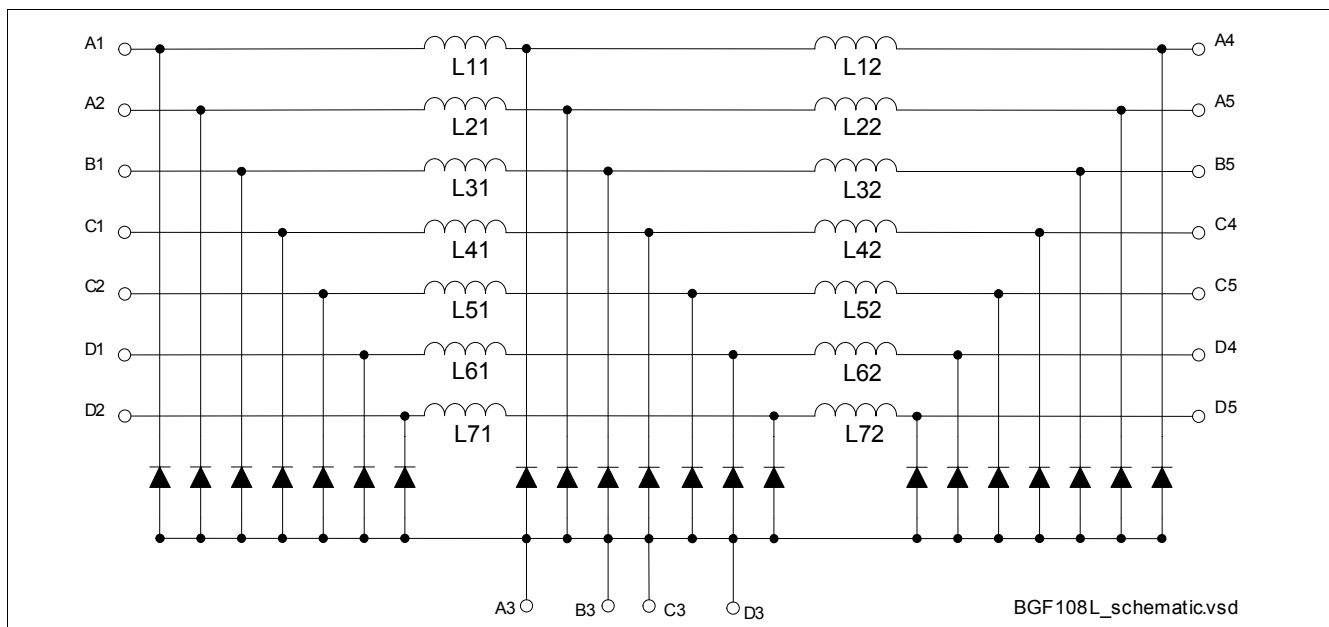 A1 L11 L12 A4
A2 L21 L22 A5
B1 L31 L32 B5
C1 L41 L42 C4
C2 L51 L52 C5
D1 L61 L62 D4
D2 L71 L72 D5
A3 B3 C3 D3 BGF108L_schematic.vsd